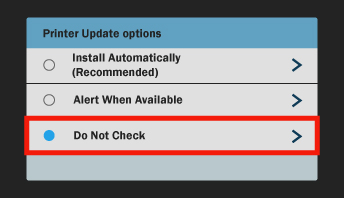 Printer Update options
Install Automatically
(Recommended)
Alert When Available
Do Not Check